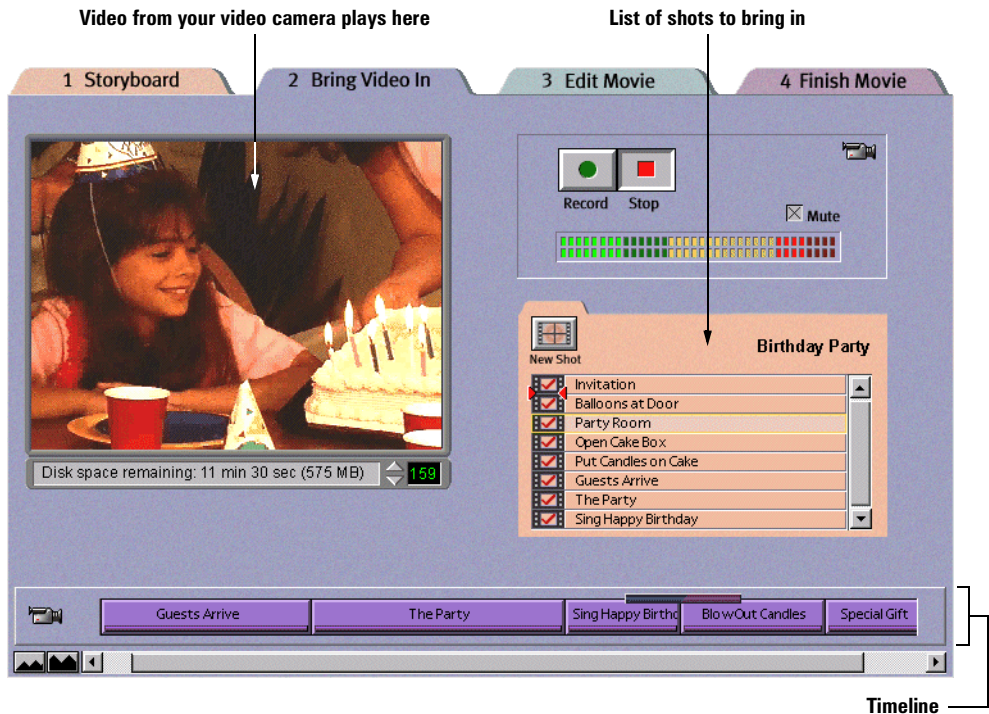 Video from your video camera plays here
List of shots to bring in
1 Storyboard
2 Bring Video In
3 Edit Movie
4 Finish Movie
Record
Stop
Mute
New Shot
Birthday Party
Invitation
Balloons at Door
Party Room
Open Cake Box
Put Candles on Cake
Guests Arrive
The Party
Sing Happy Birthday
Disk space remaining: 11 min 30 sec (575 MB)
159
Guests Arrive
The Party
Sing Happy Birthd
Blow Out Candles
Special Gift
Timeline